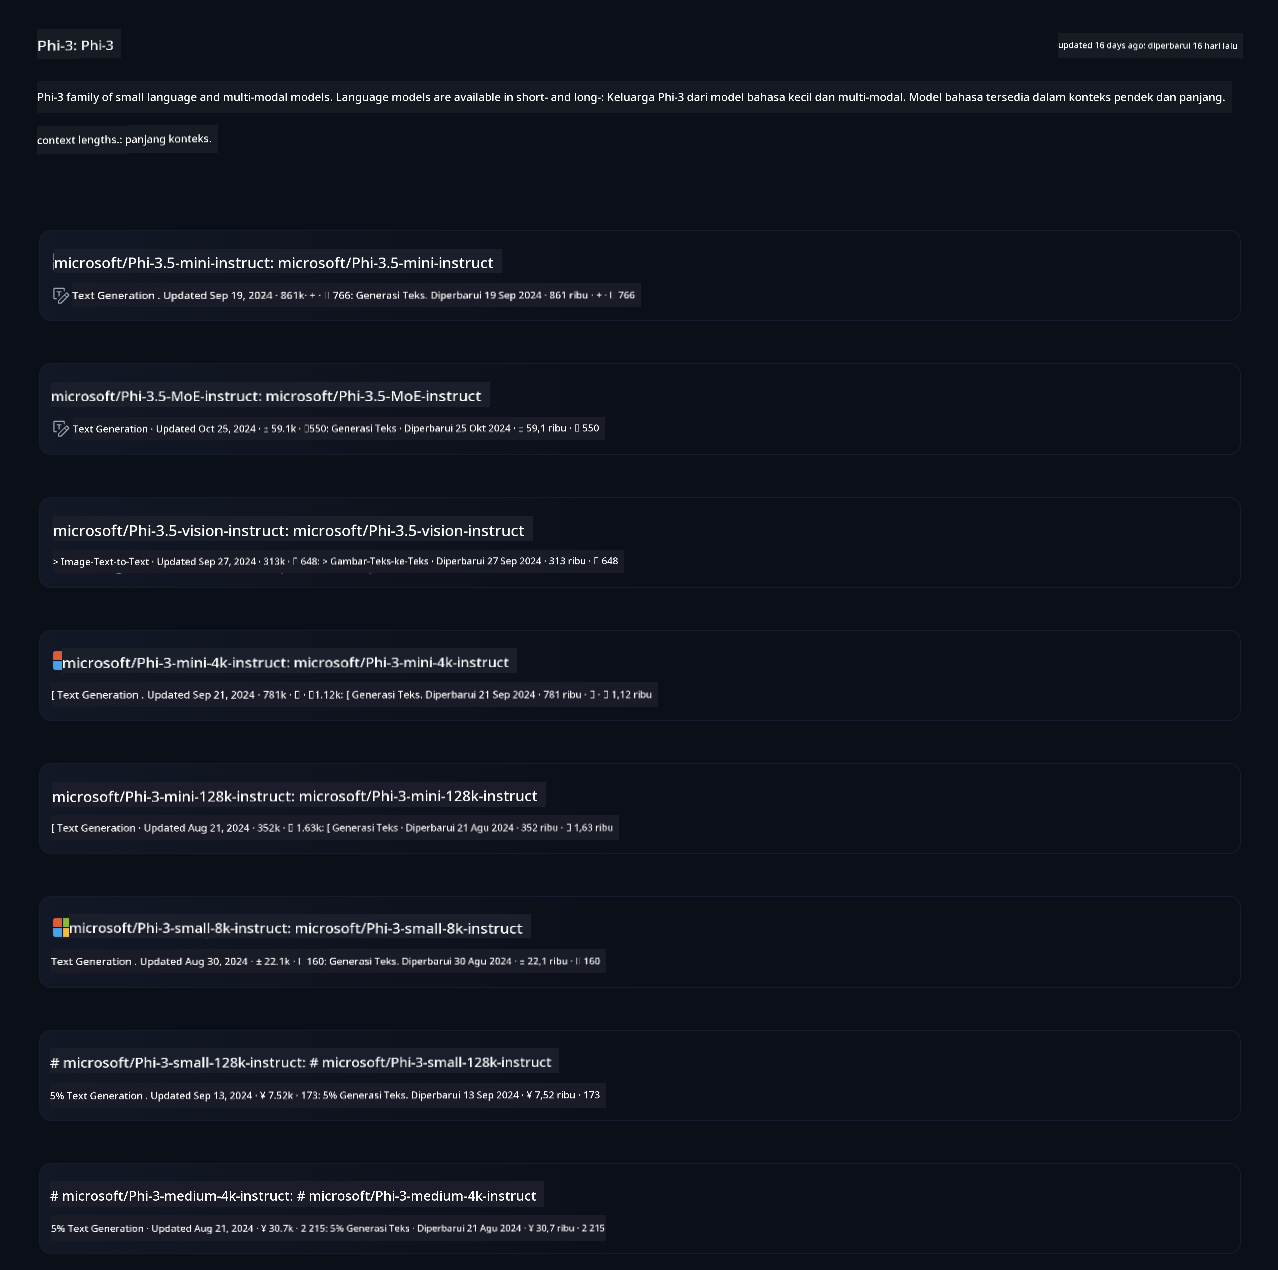 Phi-3: Phi-3
updated 16 days ago: diperbarui 16 hari lalu
Phi-3 family of small language and multi-modal models. Language models are available in short- and long-: Keluarga Phi-3 dari model bahasa kecil dan multi-modal. Model bahasa tersedia dalam konteks pendek dan panjang.
context lengths.: panjang konteks.
microsoft/Phi-3.5-mini-instruct: microsoft/Phi-3.5-mini-instruct
Text Generation . Updated Sep 19, 2024 · 861k· + · 766: Generasi Teks. Diperbarui 19 Sep 2024 · 861 ribu · + · 766
microsoft/Phi-3.5-MoE-instruct: microsoft/Phi-3.5-MoE-instruct
Text Generation · Updated Oct 25, 2024 · ± 59.1k · 550: Generasi Teks · Diperbarui 25 Okt 2024 · ± 59,1 ribu · 550
microsoft/Phi-3.5-vision-instruct: microsoft/Phi-3.5-vision-instruct
> Image-Text-to-Text · Updated Sep 27, 2024 · 313k · 648: > Gambar-Teks-ke-Teks · Diperbarui 27 Sep 2024 · 313 ribu · 648
microsoft/Phi-3-mini-4k-instruct: microsoft/Phi-3-mini-4k-instruct
[ Text Generation . Updated Sep 21, 2024 · 781k · · 1.12k: [ Generasi Teks. Diperbarui 21 Sep 2024 · 781 ribu · · 1,12 ribu
microsoft/Phi-3-mini-128k-instruct: microsoft/Phi-3-mini-128k-instruct
[ Text Generation · Updated Aug 21, 2024 · 352k · 1.63k: [ Generasi Teks · Diperbarui 21 Agu 2024 · 352 ribu · 1,63 ribu
microsoft/Phi-3-small-8k-instruct: microsoft/Phi-3-small-8k-instruct
Text Generation . Updated Aug 30, 2024 · ± 22.1k · 160: Generasi Teks. Diperbarui 30 Agu 2024 · ± 22,1 ribu · 160
# microsoft/Phi-3-small-128k-instruct: # microsoft/Phi-3-small-128k-instruct
5% Text Generation . Updated Sep 13, 2024 · ¥ 7.52k · 173: 5% Generasi Teks. Diperbarui 13 Sep 2024 · ¥ 7,52 ribu · 173
# microsoft/Phi-3-medium-4k-instruct: # microsoft/Phi-3-medium-4k-instruct
5% Text Generation · Updated Aug 21, 2024 · ¥ 30.7k · 2 215: 5% Generasi Teks · Diperbarui 21 Agu 2024 · ¥ 30,7 ribu · 2 215